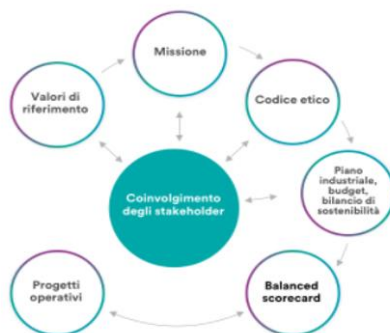 Missione
Valori di
riferimento
Codice etico
Coinvolgimento
degli stakeholder
Piano
industriale,
budget,
bilancio di
sostenibilità
Progetti
operativi
Balanced
scorecard